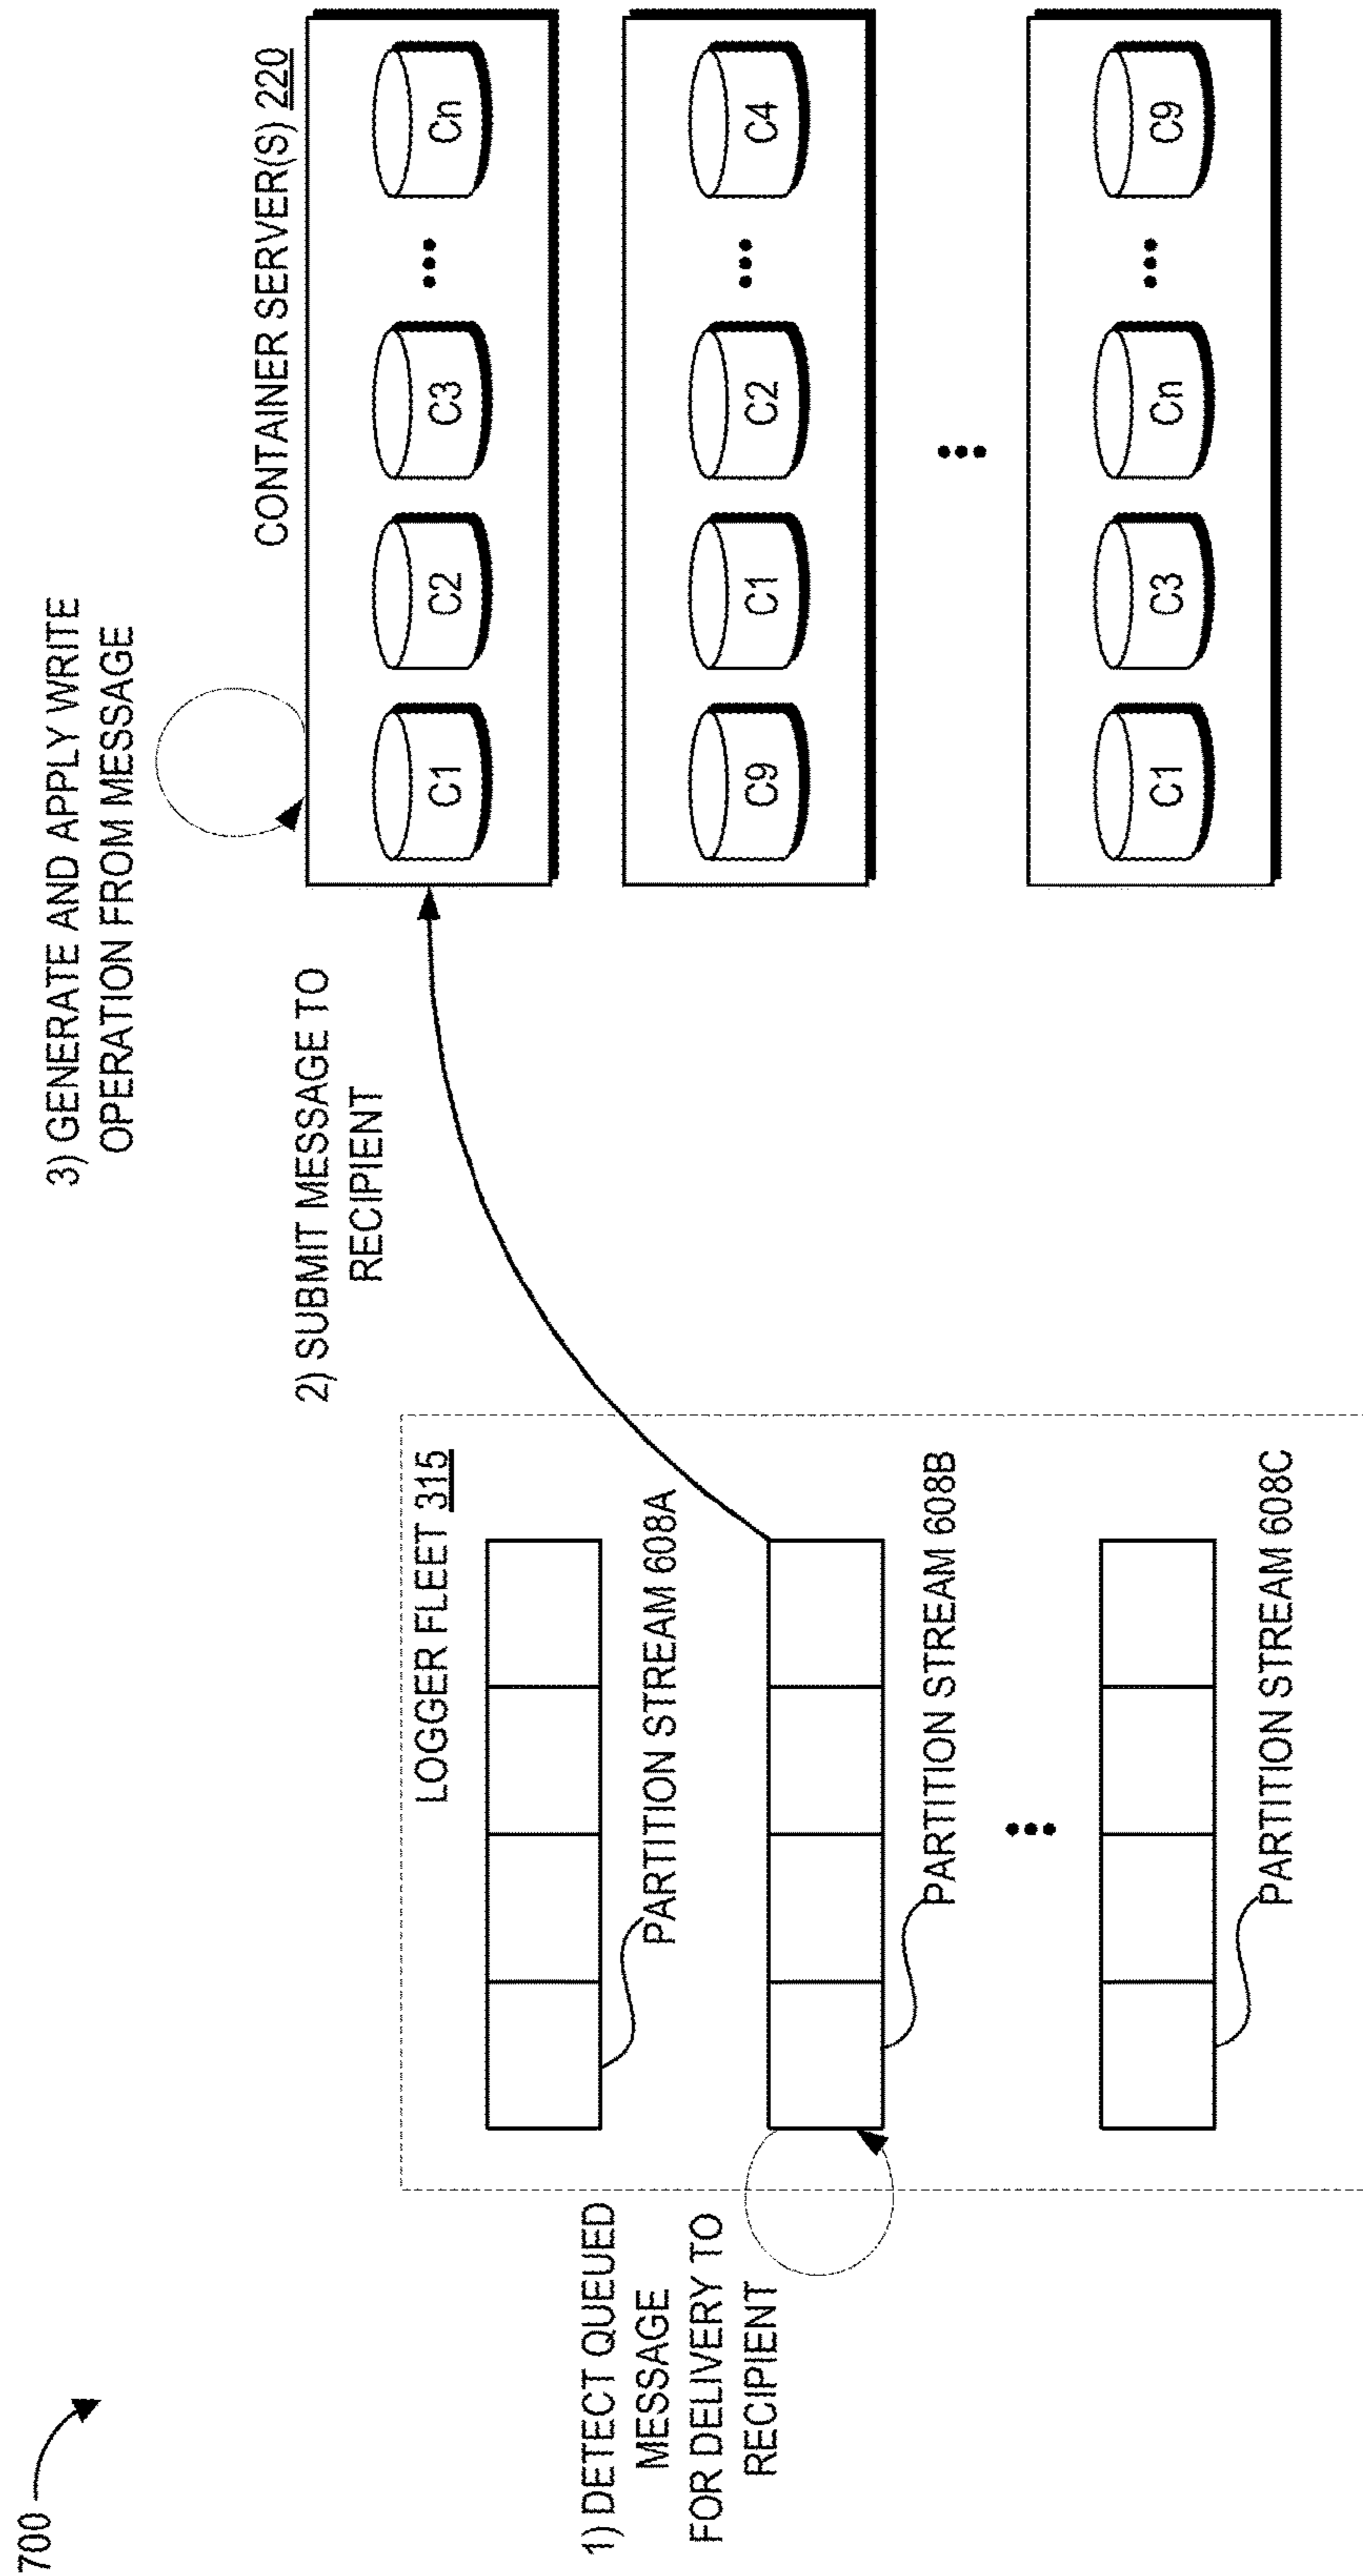 700
3) GENERATE AND APPLY WRITE
OPERATION FROM MESSAGE
CONTAINER SERVER(S) 220
2) SUBMIT MESSAGE TO
RECIPIENT
LOGGER FLEET 315
C1 C2 C3 ••• Cn
PARTITION STREAM 608A
1) DETECT QUEUED
MESSAGE
FOR DELIVERY TO
RECIPIENT
C9 C1 C2 ••• C4
PARTITION STREAM 608B
•••
•••
C1 C3 Cn ••• C9
PARTITION STREAM 608C